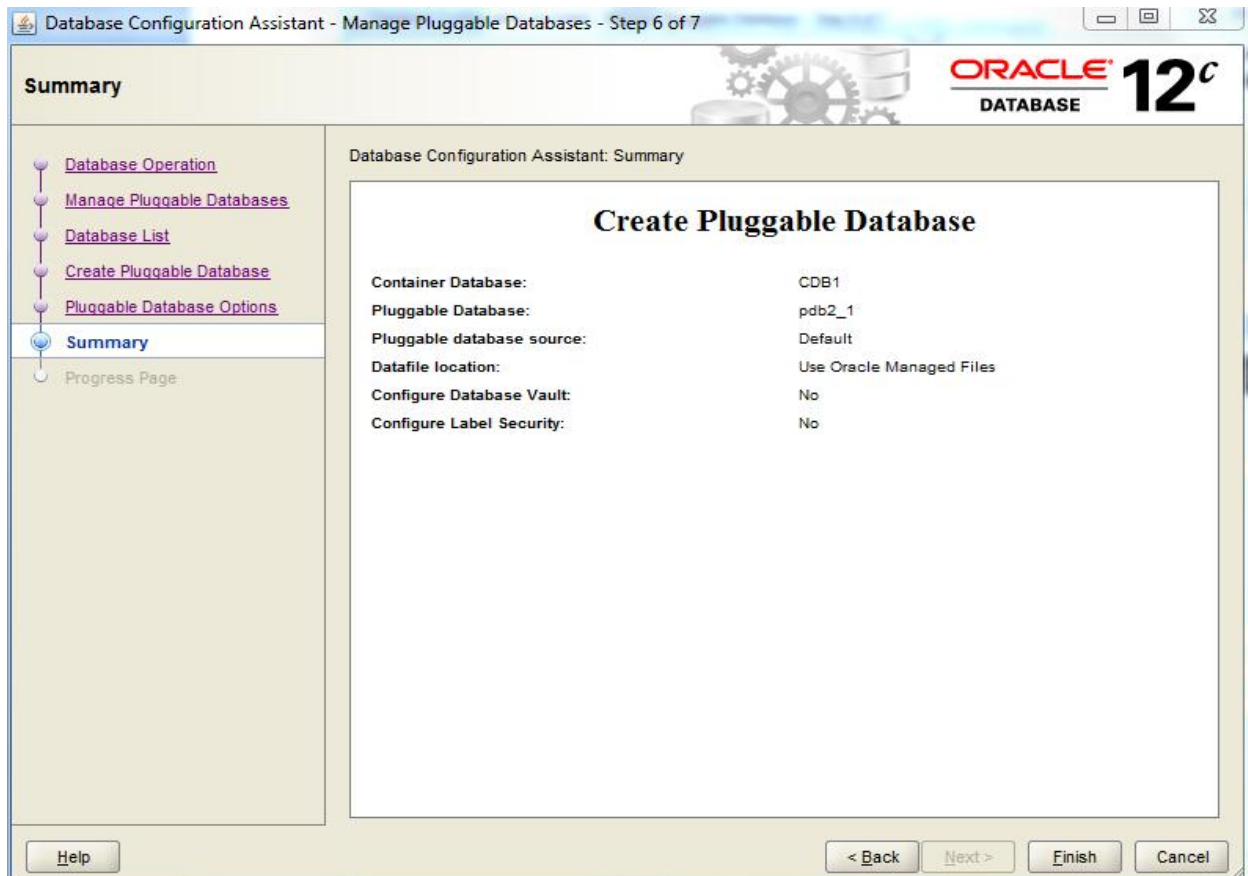 Database Configuration Assistant - Manage Pluggable Databases - Step 6 of 7
Summary
ORACLE® 12c
DATABASE
Database Operation
Manage Pluggable Databases
Database List
Create Pluggable Database
Pluggable Database Options
Summary
Progress Page
Database Configuration Assistant: Summary
Create Pluggable Database
Container Database: CDB1
Pluggable Database: pdb2_1
Pluggable database source: Default
Datafile location: Use Oracle Managed Files
Configure Database Vault: No
Configure Label Security: No
Help < Back Next > Finish Cancel